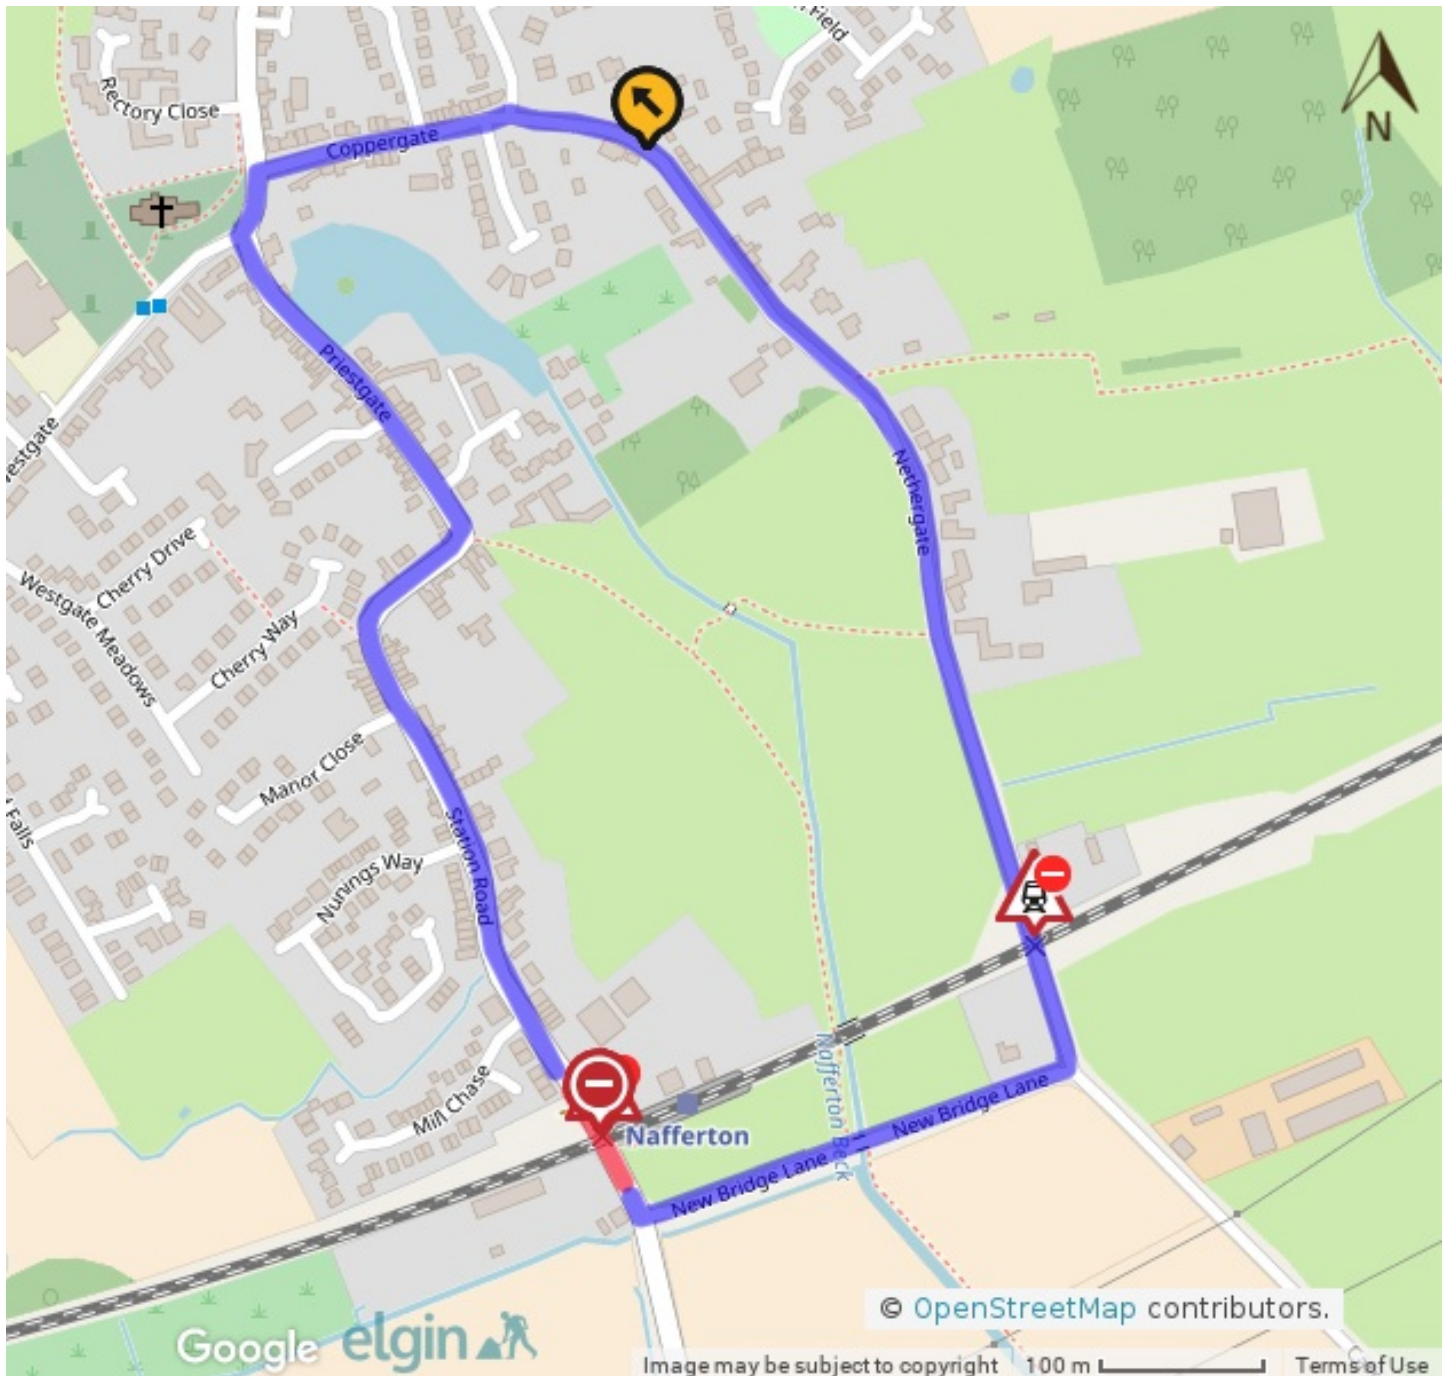 Field
Rectory Close
N
Coppergate
Priestgate
estgate
Nethergate
Cherry Drive
Westgate Meadows
Cherry Way
Manor Close
Falls
Station Road
Nunings Way
Mill Chase
Nafferton
Nafferton Beck
New Bridge Lane
New Bridge Lane
© OpenStreetMap contributors.
Google elgin
Image may be subject to copyright 100 m Terms of Use